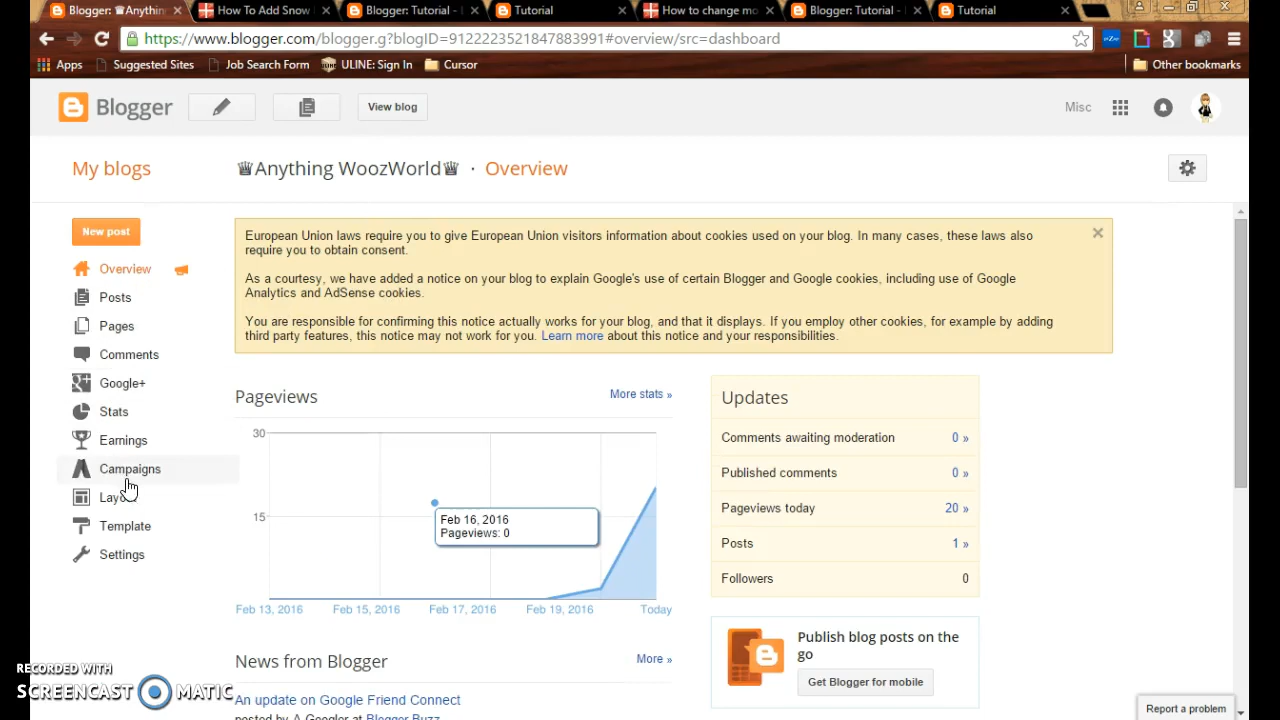 Blogger: ♛Anythin
How To Add Snow
Blogger: Tutorial -
Tutorial
How to change mo
Blogger: Tutorial -
Tutorial
https://www.blogger.com/blogger.g?blogID=9122223521847883991#overview/src=dashboard
Apps
Suggested Sites
Job Search Form
ULINE: Sign In
Cursor
Other bookmarks
Blogger
View blog
Misc
My blogs
♛Anything WoozWorld♛ · Overview
New post
Overview
Posts
Pages
Comments
Google+
Stats
Earnings
Campaigns
Layout
Template
Settings
European Union laws require you to give European Union visitors information about cookies used on your blog. In many cases, these laws also
require you to obtain consent.
As a courtesy, we have added a notice on your blog to explain Google's use of certain Blogger and Google cookies, including use of Google
Analytics and AdSense cookies.
You are responsible for confirming this notice actually works for your blog, and that it displays. If you employ other cookies, for example by adding
third party features, this notice may not work for you. Learn more about this notice and your responsibilities.
Pageviews
More stats »
30
15
Feb 16, 2016
Pageviews: 0
Feb 13, 2016
Feb 15, 2016
Feb 17, 2016
Feb 19, 2016
Today
Updates
Comments awaiting moderation 0 »
Published comments 0 »
Pageviews today 20 »
Posts 1 »
Followers 0
Publish blog posts on the
go
Get Blogger for mobile
News from Blogger
More »
An update on Google Friend Connect
posted by A Googler at Blogger Buzz
Report a problem
RECORDED WITH
SCREENCAST MATIC